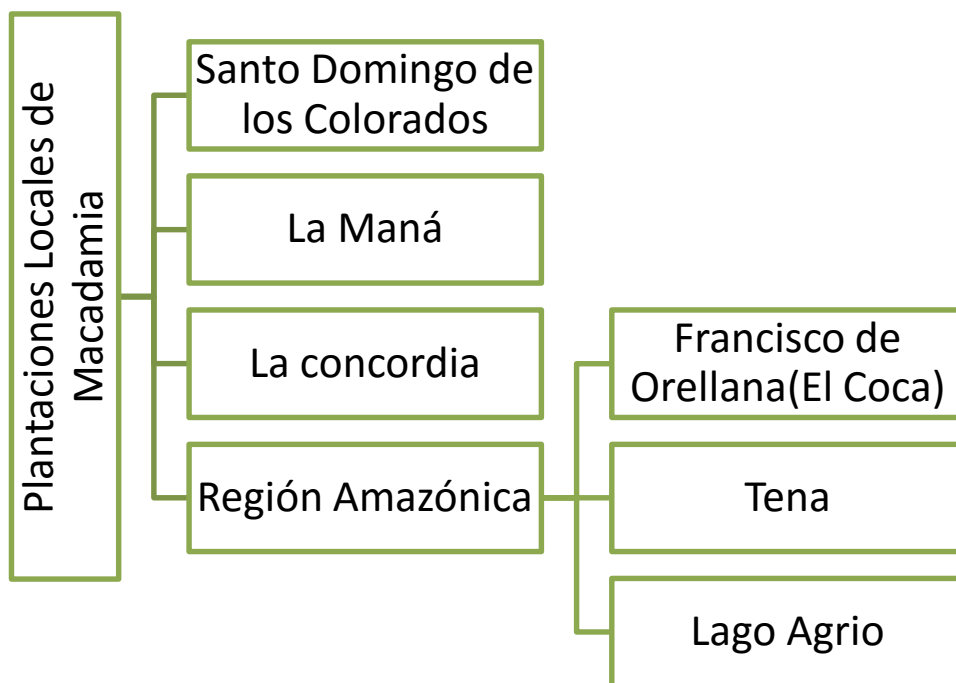 Plantaciones Locales de
Macadamia
Santo Domingo de
los Colorados
La Maná
La concordia
Región Amazónica
Francisco de
Orellana(El Coca)
Tena
Lago Agrio